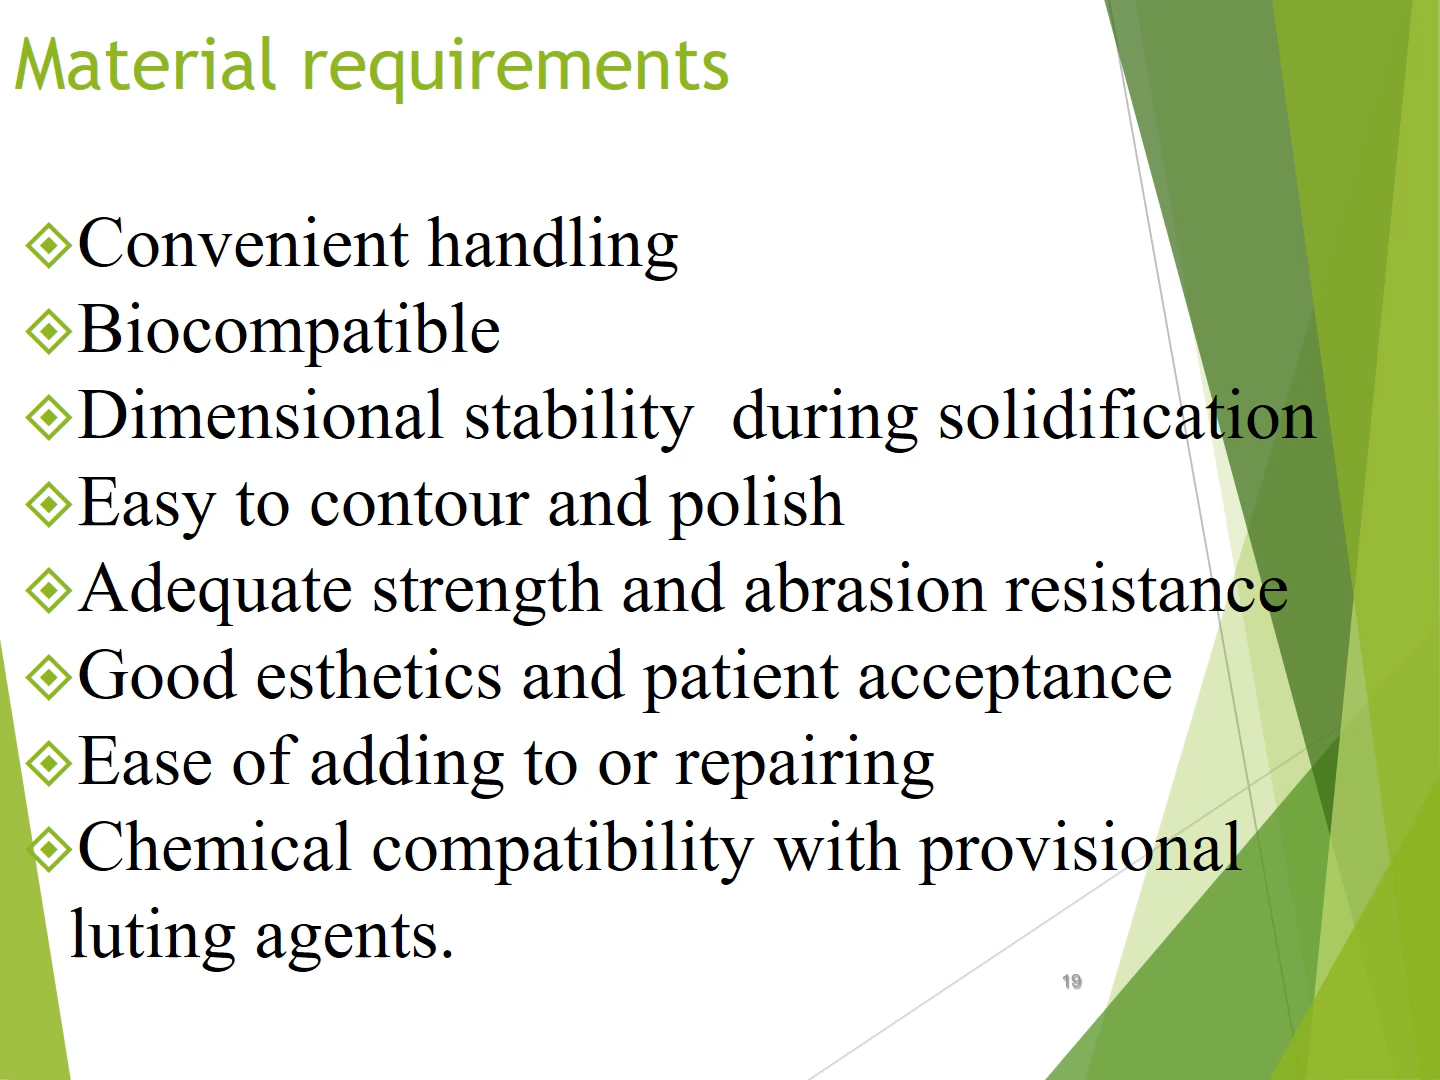 Material requirements
Convenient handling
Biocompatible
Dimensional stability  during solidification
Easy to contour and polish
Adequate strength and abrasion resistance
Good esthetics and patient acceptance
Ease of adding to or repairing
Chemical compatibility with provisional
luting agents.
19